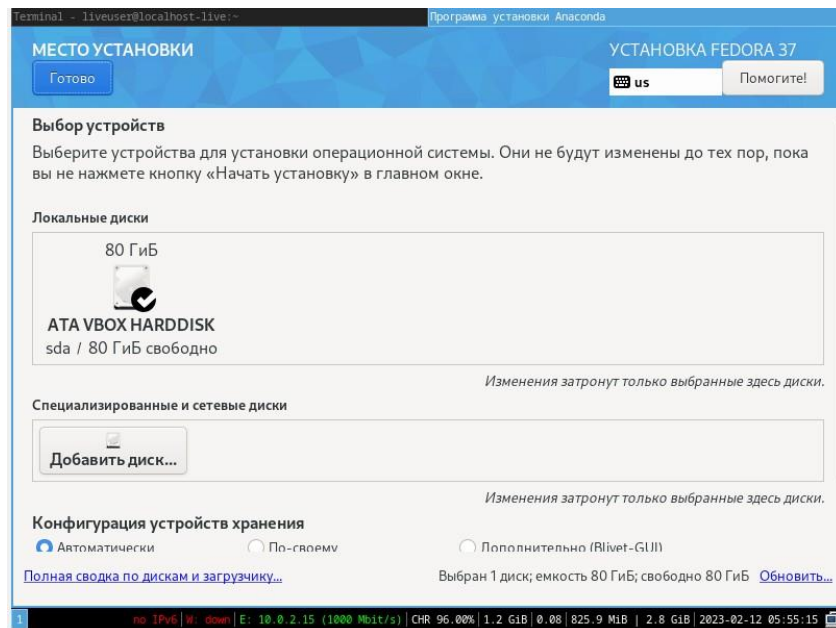 Terminal - liveuser@localhost-live:~
Программа установки Anaconda
МЕСТО УСТАНОВКИ
УСТАНОВКА FEDORA 37
Готово
us
Помогите!
Выбор устройств
Выберите устройства для установки операционной системы. Они не будут изменены до тех пор, пока
вы не нажмете кнопку «Начать установку» в главном окне.
Локальные диски
80 ГиБ
ATA VBOX HARDDISK
sda / 80 ГиБ свободно
Изменения затронут только выбранные здесь диски.
Специализированные и сетевые диски
Добавить диск...
Изменения затронут только выбранные здесь диски.
Конфигурация устройств хранения
Автоматически
По-своему
Дополнительно (Blivet-GUI)
Полная сводка по дискам и загрузчику...
Выбран 1 диск; емкость 80 ГиБ; свободно 80 ГиБ Обновить...
1
no IPv6| W: down| E: 10.0.2.15 (1000 Mbit/s)| CHR 96.00%| 1.2 GiB| 0.08| 825.9 MiB | 2.8 GiB| 2023-02-12 05:55:15